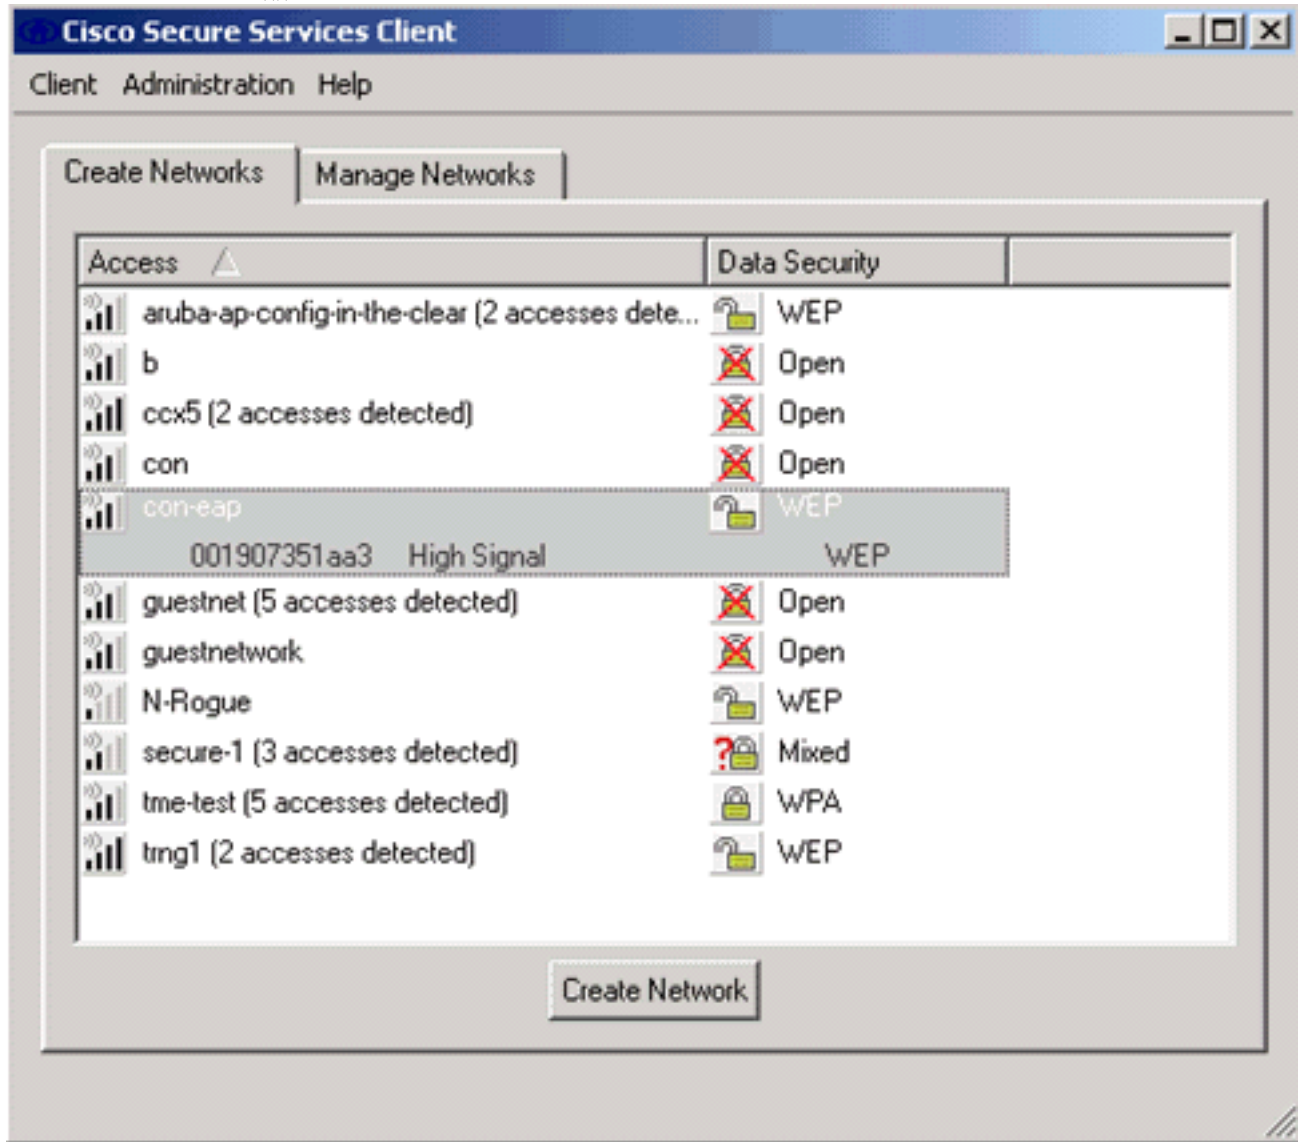 Cisco Secure Services Client
Client Administration Help
Create Networks Manage Networks
Access Data Security
aruba-ap-config-in-the-clear (2 accesses dete... WEP
b Open
ccx5 (2 accesses detected) Open
con Open
con-eap WEP
001907351aa3 High Signal WEP
guestnet (5 accesses detected) Open
guestnetwork Open
N-Rogue WEP
secure-1 (3 accesses detected) Mixed
tme-test (5 accesses detected) WPA
trng1 (2 accesses detected) WEP
Create Network